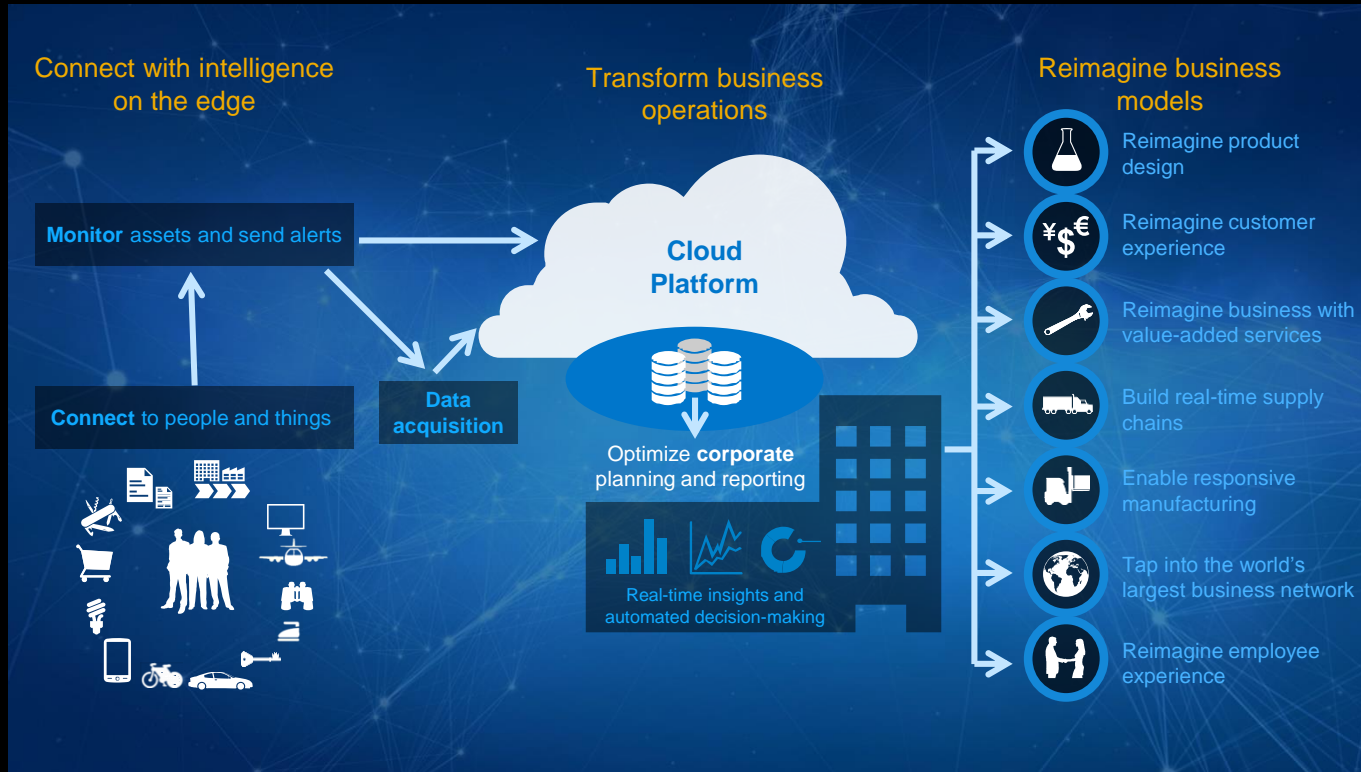 Connect with intelligence
on the edge
Monitor assets and send alerts
Connect to people and things
Data
acquisition
Transform business
operations
Cloud
Platform
Optimize corporate
planning and reporting
Real-time insights and
automated decision-making
Reimagine business
models
Reimagine product
design
¥$€
Reimagine customer
experience
Reimagine business with
value-added services
Build real-time supply
chains
Enable responsive
manufacturing
Tap into the world’s
largest business network
Reimagine employee
experience